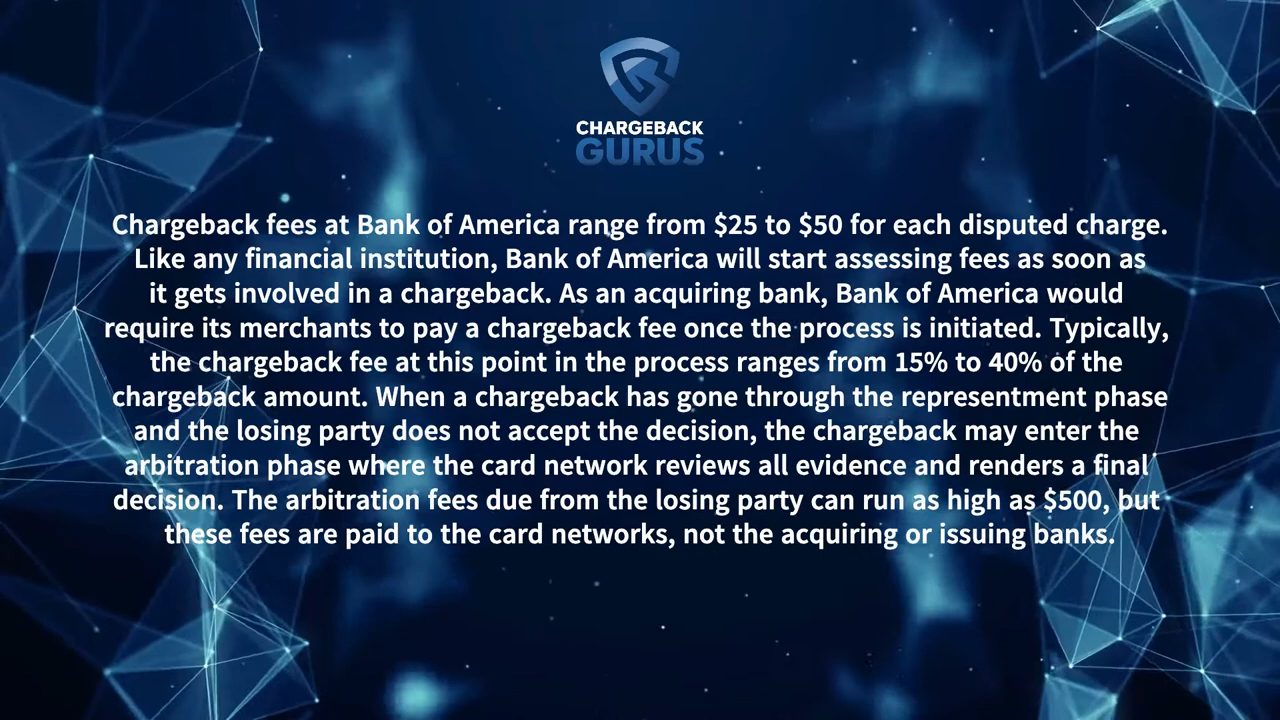 CHARGEBACK
GURUS
Chargeback fees at Bank of America range from $25 to $50 for each disputed charge.
Like any financial institution, Bank of America will start assessing fees as soon as
it gets involved in a chargeback. As an acquiring bank, Bank of America would
require its merchants to pay a chargeback fee once the process is initiated. Typically,
the chargeback fee at this point in the process ranges from 15% to 40% of the
chargeback amount. When a chargeback has gone through the representment phase
and the losing party does not accept the decision, the chargeback may enter the
arbitration phase where the card network reviews all evidence and renders a final
decision. The arbitration fees due from the losing party can run as high as $500, but
these fees are paid to the card networks, not the acquiring or issuing banks.